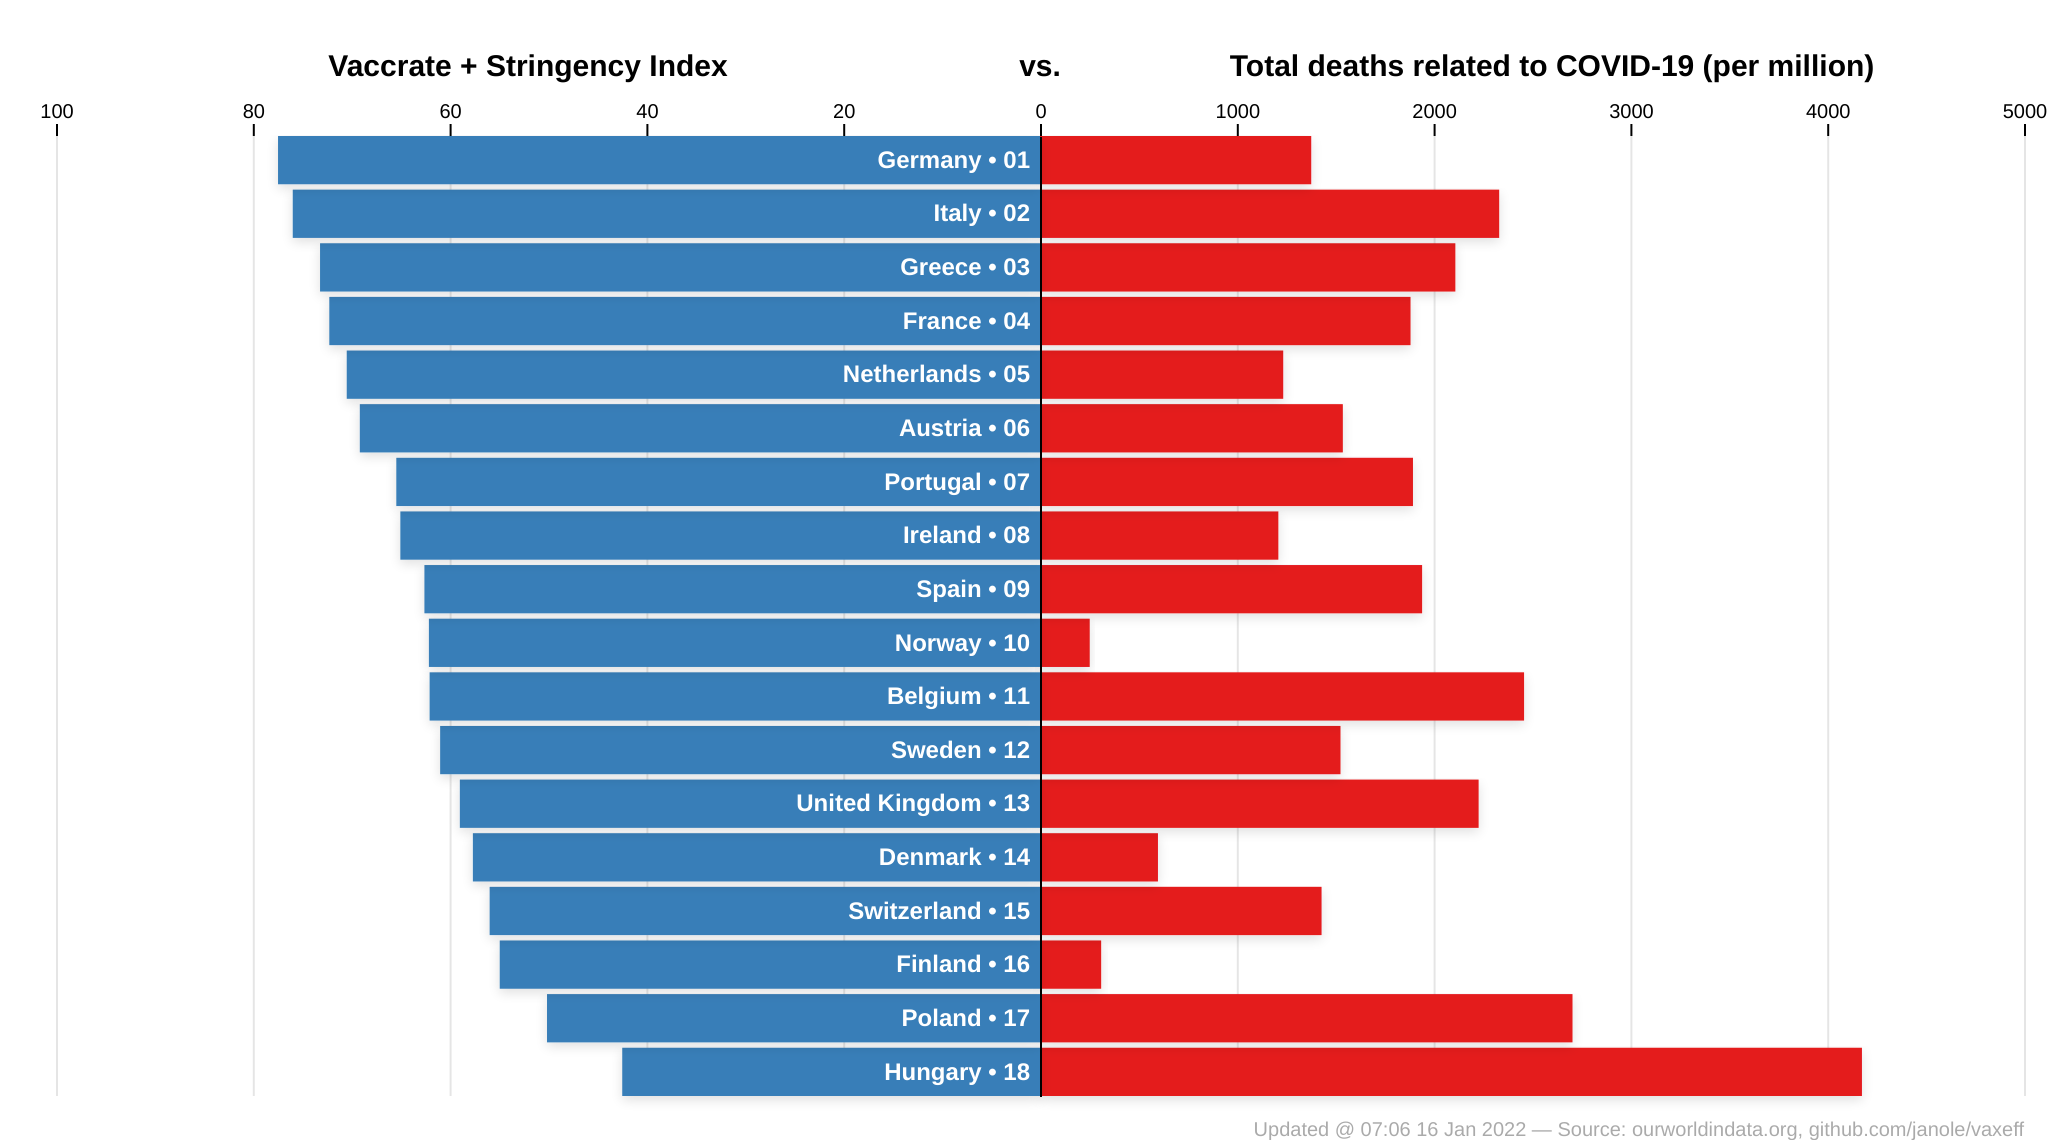 Vaccrate + Stringency Index vs. Total deaths related to COVID-19 (per million)
100 80 60 40 20 0 1000 2000 3000 4000 5000
Germany • 01
Italy • 02
Greece • 03
France • 04
Netherlands • 05
Austria • 06
Portugal • 07
Ireland • 08
Spain • 09
Norway • 10
Belgium • 11
Sweden • 12
United Kingdom • 13
Denmark • 14
Switzerland • 15
Finland • 16
Poland • 17
Hungary • 18
Updated @ 07:06 16 Jan 2022 — Source: ourworldindata.org, github.com/janole/vaxeff